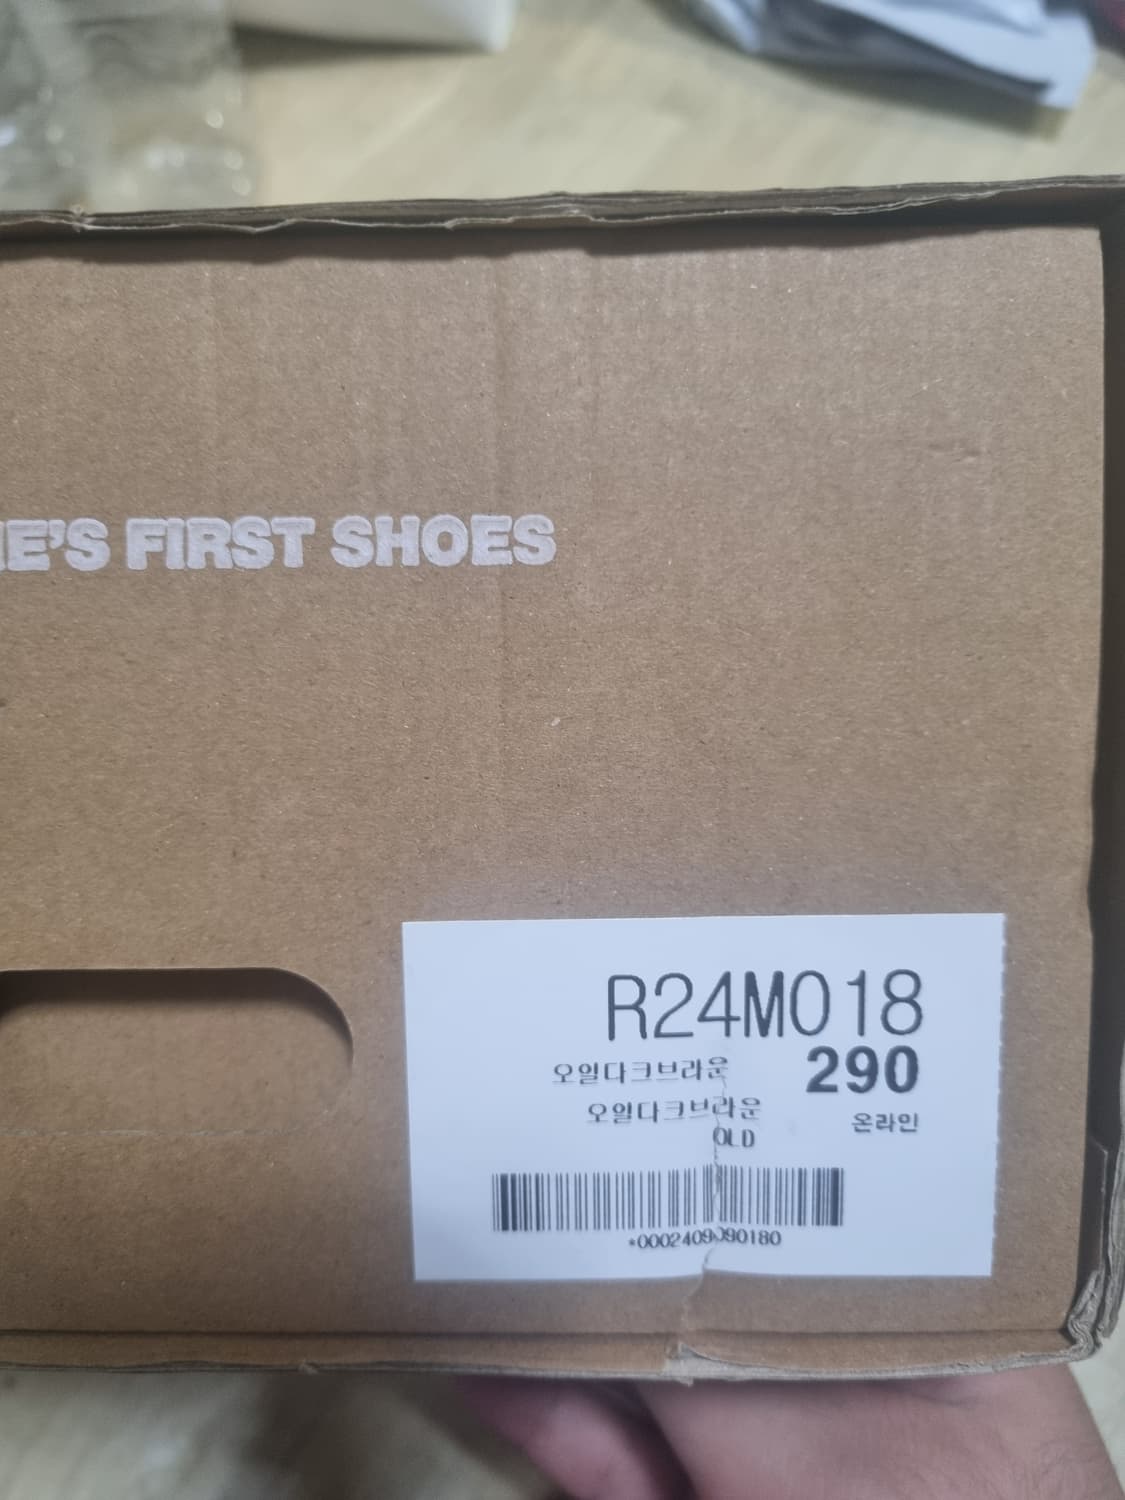 E'S FIRST SHOES
R24M018
오일다크브라운 290
오일다크브라운 온라인
OLD
*0002409090180